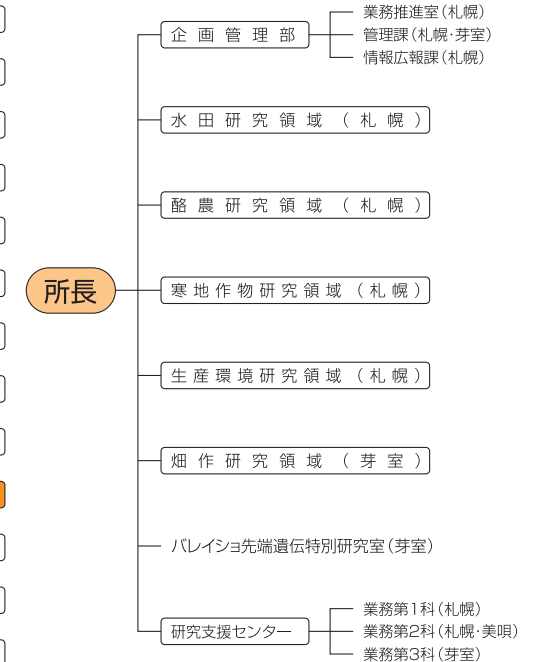 企画管理部
業務推進室（札幌）
管理課（札幌・芽室）
情報広報課（札幌）
水田研究領域（札幌）
酪農研究領域（札幌）
所長
寒地作物研究領域（札幌）
生産環境研究領域（札幌）
畑作研究領域（芽室）
バレイショ先端遺伝特別研究室（芽室）
研究支援センター
業務第1科（札幌）
業務第2科（札幌・美唄）
業務第3科（芽室）